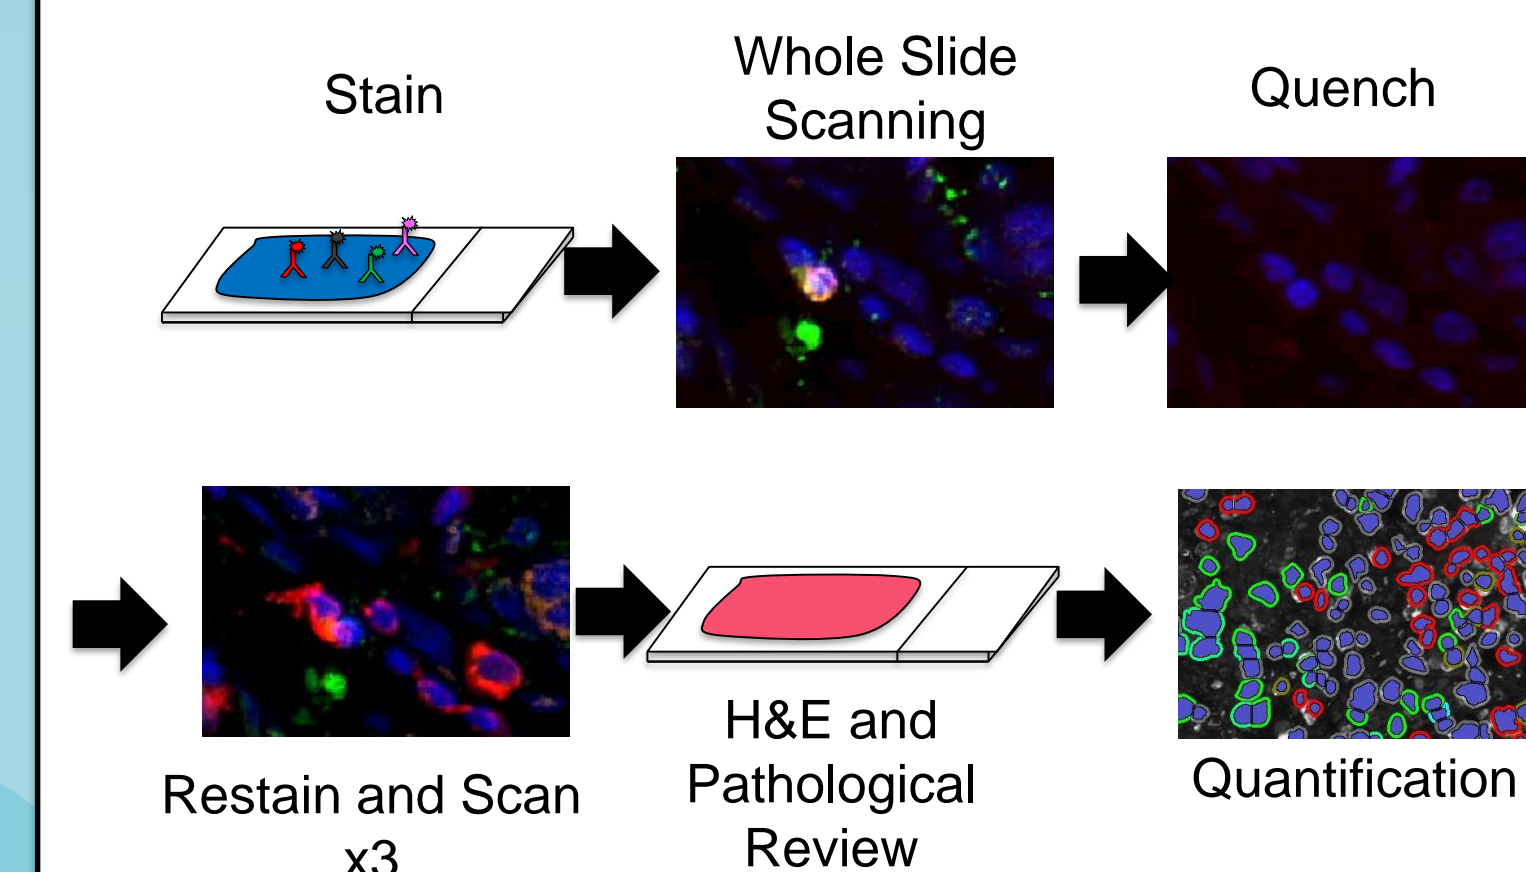 Stain
Whole Slide
Scanning
Quench
Restain and Scan
x3
H&E and
Pathological
Review
Quantification